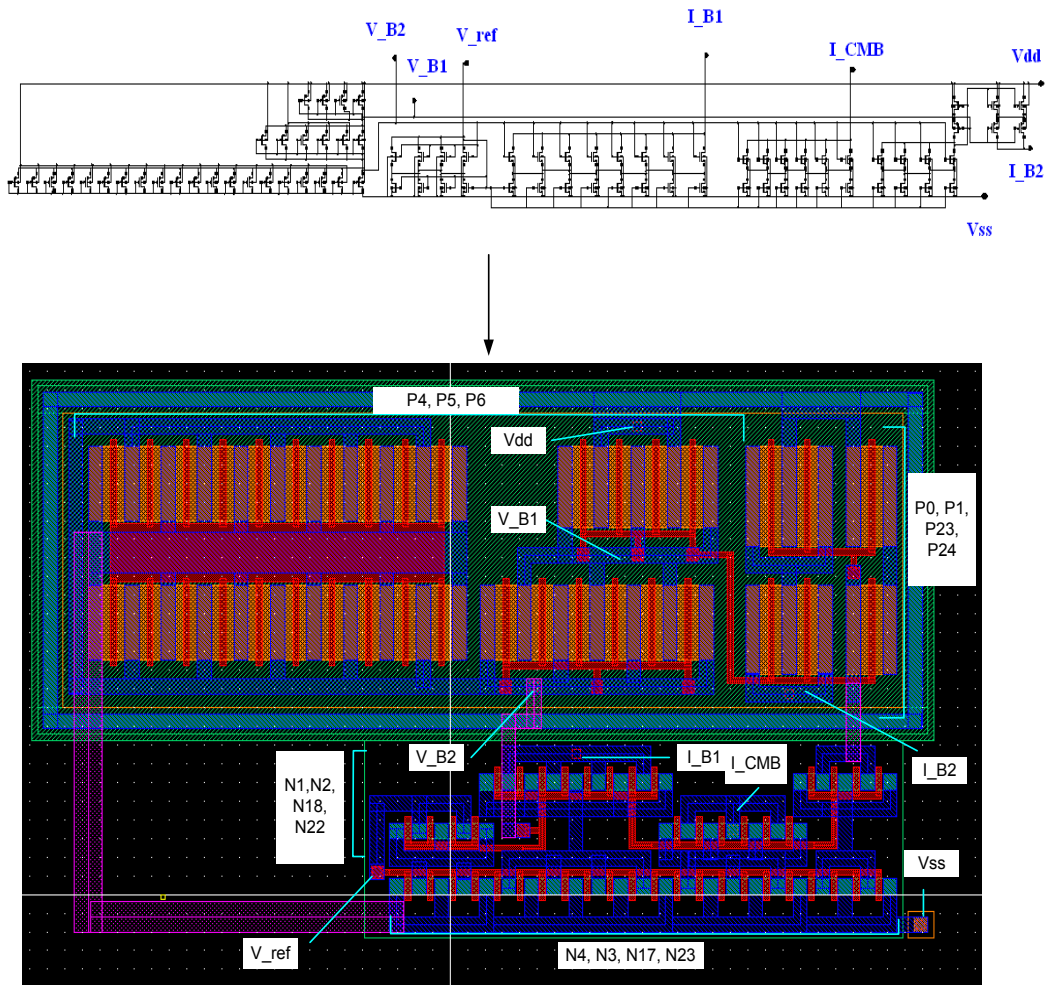 I_B1
V_B2
V_ref
I_CMB
Vdd
V_B1
I_B2
Vss
P4, P5, P6
Vdd
P0, P1,
P23,
P24
V_B1
V_B2
I_B1
I_CMB
I_B2
N1,N2,
N18,
N22
Vss
V_ref
N4, N3, N17, N23